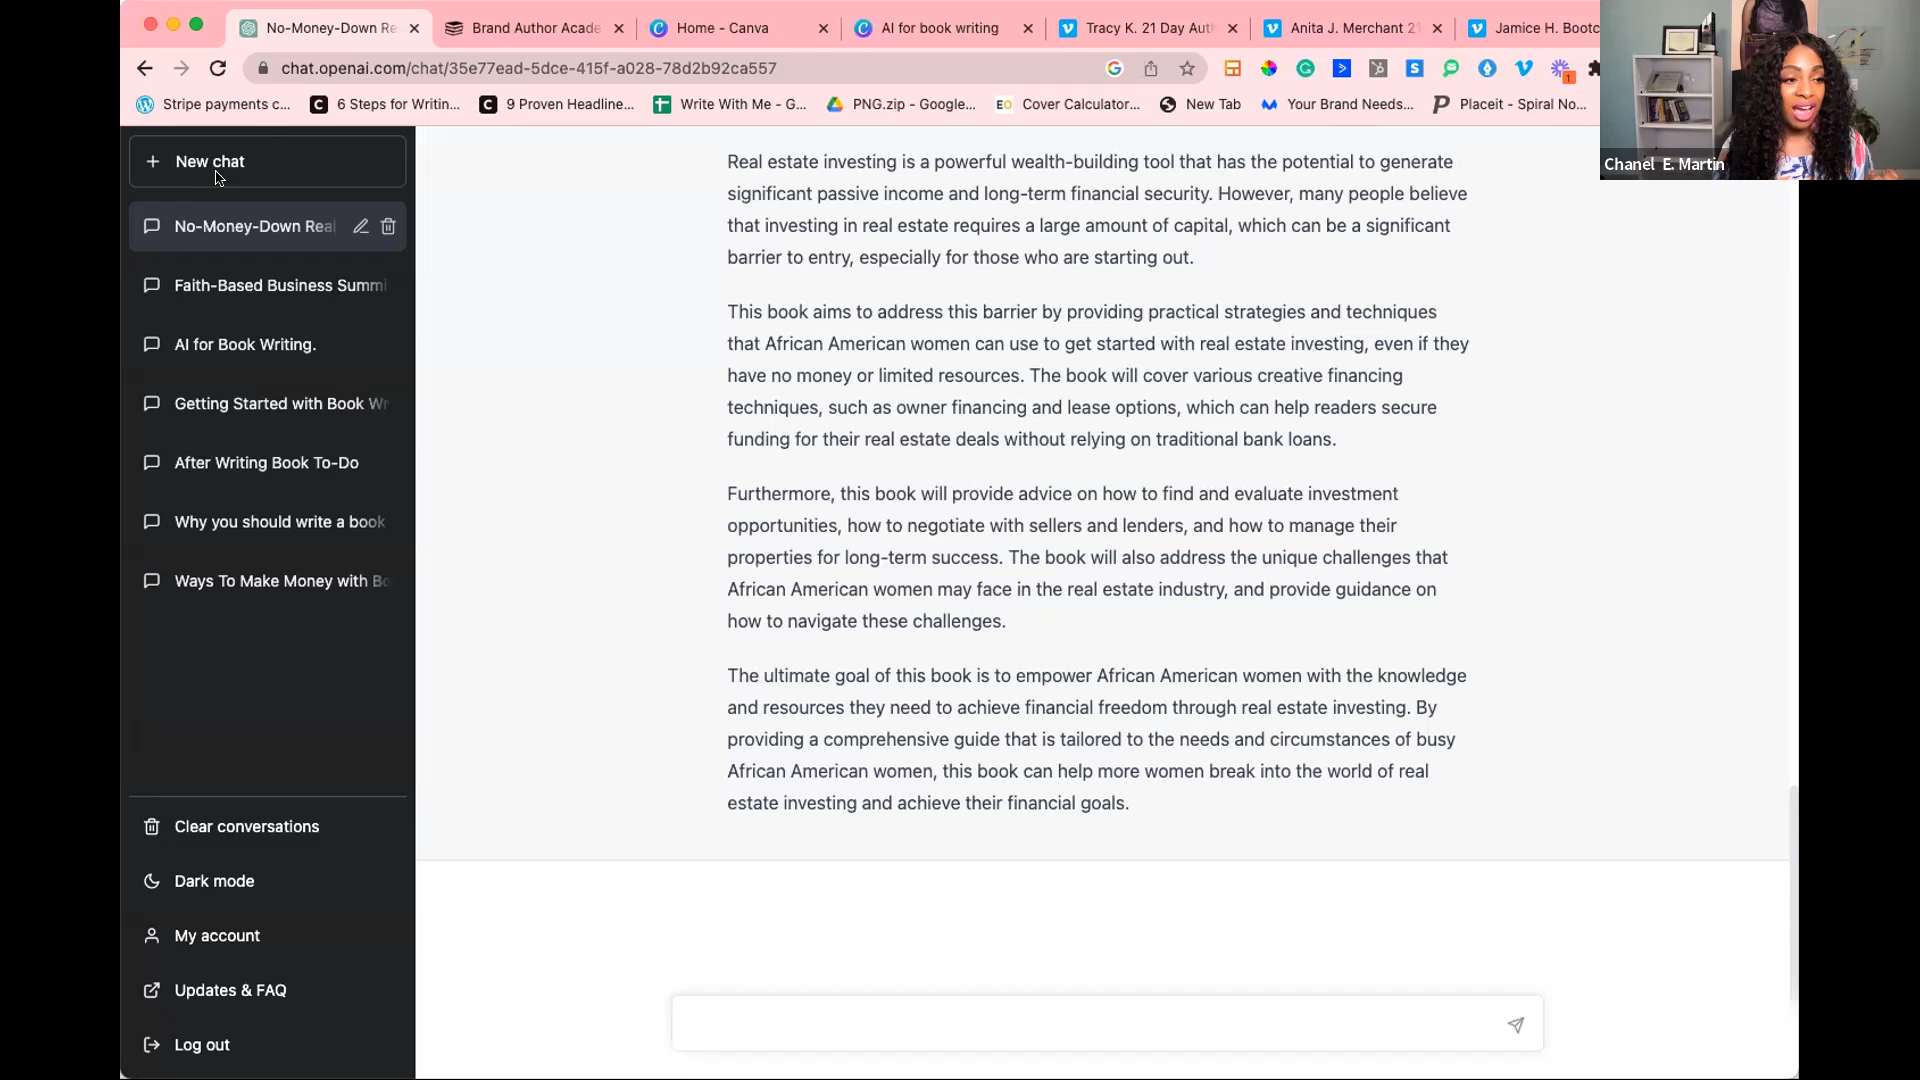 No-Money-Down Re
Brand Author Acade
Home - Canva
AI for book writing
Tracy K. 21 Day Aut
Anita J. Merchant 21
Jamice H. Bootc
chat.openai.com/chat/35e77ead-5dce-415f-a028-78d2b92ca557
Stripe payments c...
6 Steps for Writin...
9 Proven Headline...
Write With Me - G...
PNG.zip - Google...
EO Cover Calculator...
New Tab
Your Brand Needs...
Placeit - Spiral No...
Chanel E. Martin
New chat
No-Money-Down Real
Faith-Based Business Summi
AI for Book Writing.
Getting Started with Book Wr
After Writing Book To-Do
Why you should write a book
Ways To Make Money with Bo
Clear conversations
Dark mode
My account
Updates & FAQ
Log out
Real estate investing is a powerful wealth-building tool that has the potential to generate
significant passive income and long-term financial security. However, many people believe
that investing in real estate requires a large amount of capital, which can be a significant
barrier to entry, especially for those who are starting out.
This book aims to address this barrier by providing practical strategies and techniques
that African American women can use to get started with real estate investing, even if they
have no money or limited resources. The book will cover various creative financing
techniques, such as owner financing and lease options, which can help readers secure
funding for their real estate deals without relying on traditional bank loans.
Furthermore, this book will provide advice on how to find and evaluate investment
opportunities, how to negotiate with sellers and lenders, and how to manage their
properties for long-term success. The book will also address the unique challenges that
African American women may face in the real estate industry, and provide guidance on
how to navigate these challenges.
The ultimate goal of this book is to empower African American women with the knowledge
and resources they need to achieve financial freedom through real estate investing. By
providing a comprehensive guide that is tailored to the needs and circumstances of busy
African American women, this book can help more women break into the world of real
estate investing and achieve their financial goals.